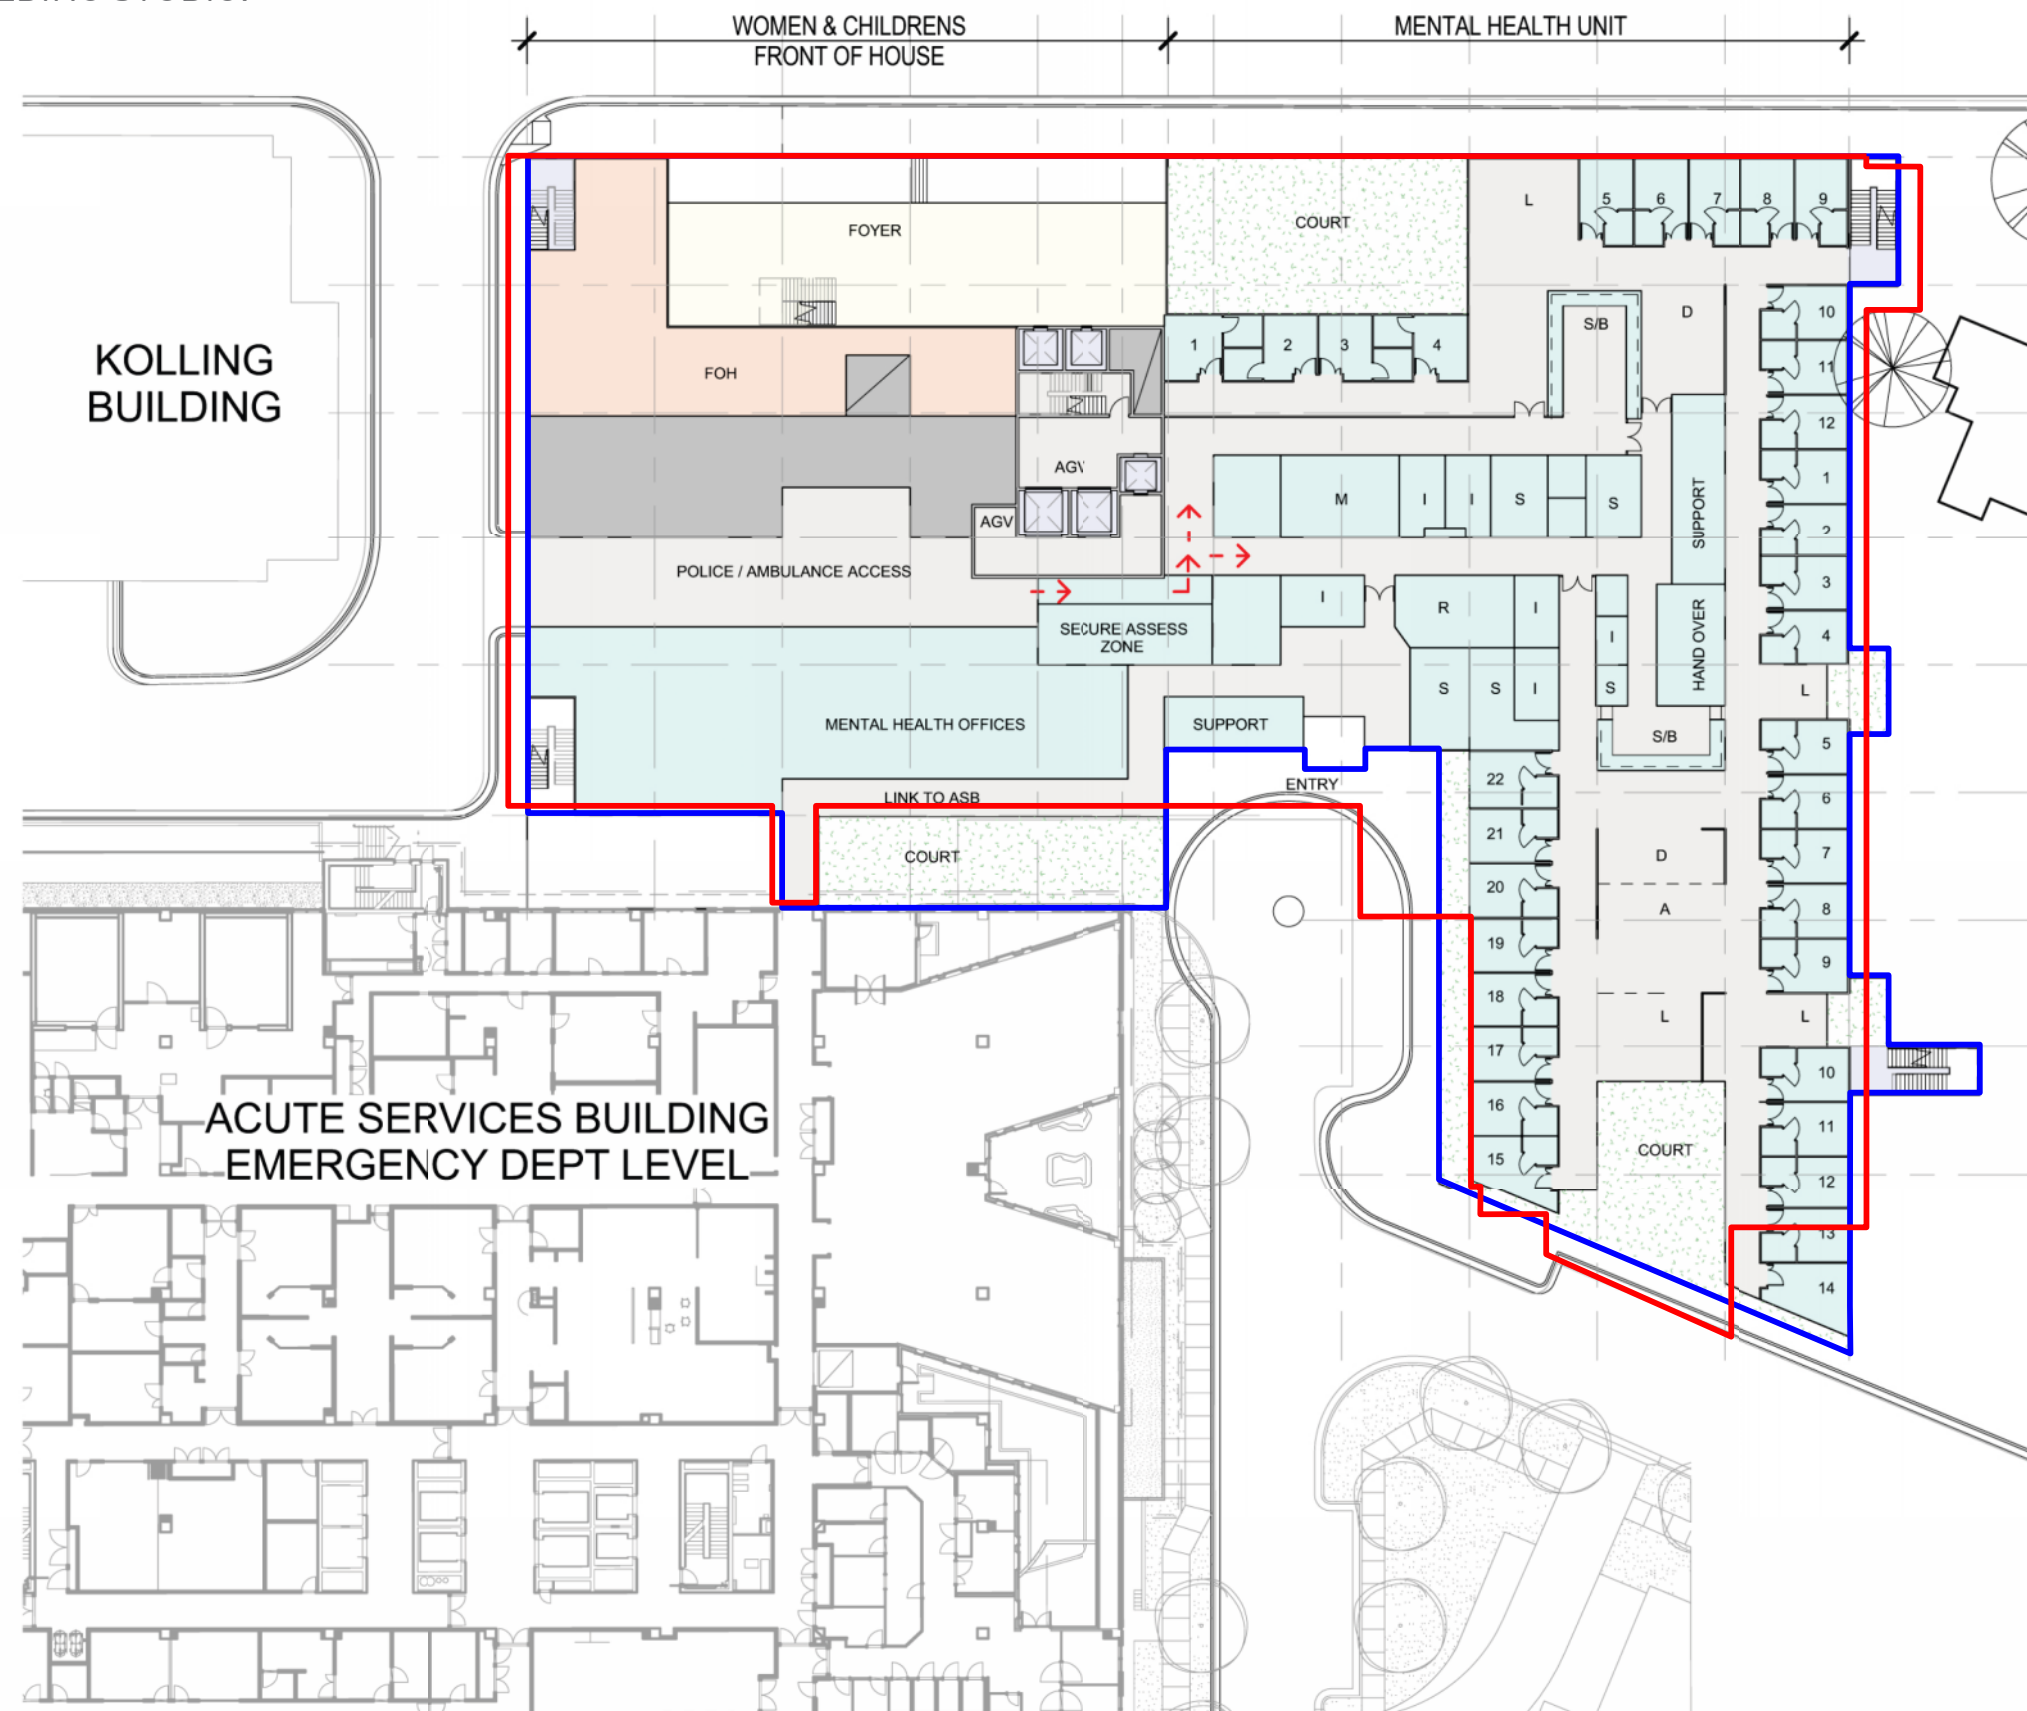 WOMEN & CHILDRENS
FRONT OF HOUSE
MENTAL HEALTH UNIT
KOLLING
BUILDING
FOYER
COURT
L
5
6
7
8
9
FOH
1
2
3
4
S/B
D
10
11
12
1
2
3
4
AGV
AGV
M
I
I
S
S
SUPPORT
POLICE / AMBULANCE ACCESS
SECURE ASSESS
ZONE
I
R
I
I
HAND OVER
S
S
I
S
L
MENTAL HEALTH OFFICES
SUPPORT
S/B
5
LINK TO ASB
ENTRY
22
6
COURT
21
D
7
20
A
8
19
9
18
L
L
17
10
ACUTE SERVICES BUILDING
EMERGENCY DEPT LEVEL
16
11
15
COURT
12
13
14